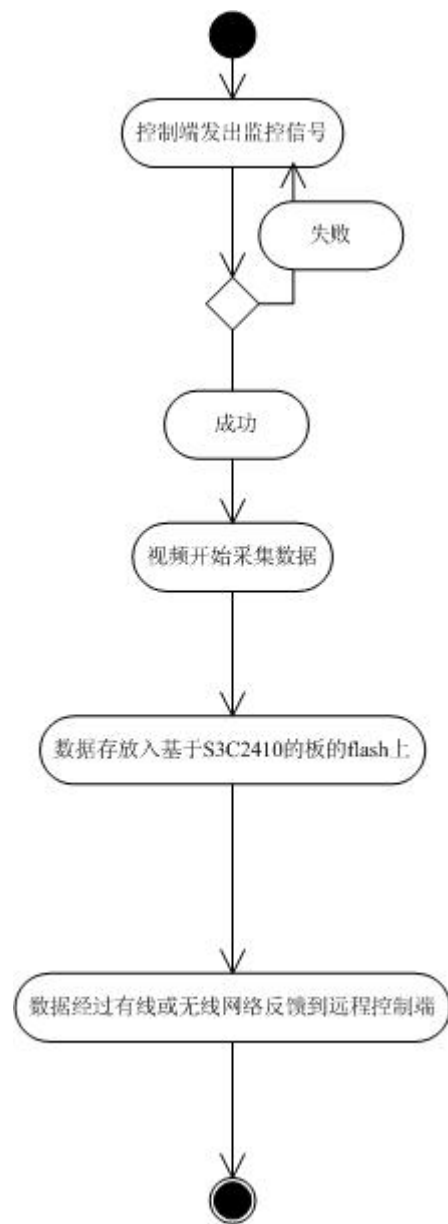 控制端发出监控信号
失败
成功
视频开始采集数据
数据存放入基于S3C2410的板的flash上
数据经过有线或无线网络反馈到远程控制端